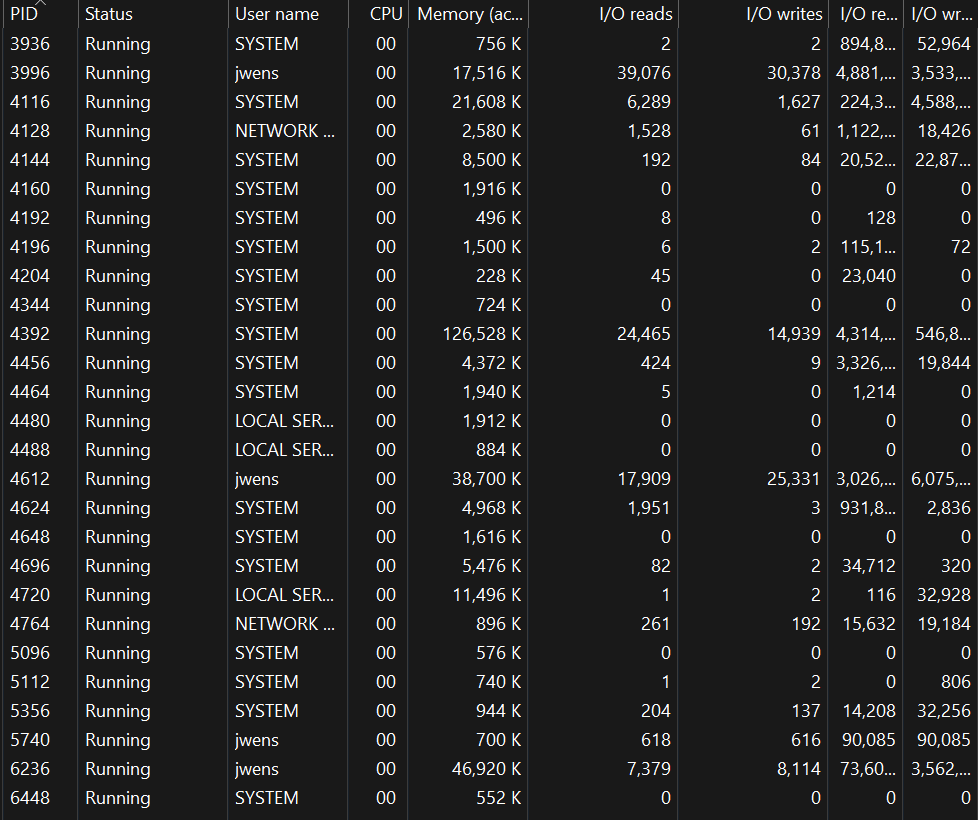 PID Status User name CPU Memory (ac... I/O reads I/O writes I/O re... I/O wr...
3936 Running SYSTEM 00 756 K 2 2 894,8... 52,964
3996 Running jwens 00 17,516 K 39,076 30,378 4,881,... 3,533,...
4116 Running SYSTEM 00 21,608 K 6,289 1,627 224,3... 4,588,...
4128 Running NETWORK ... 00 2,580 K 1,528 61 1,122,... 18,426
4144 Running SYSTEM 00 8,500 K 192 84 20,52... 22,87...
4160 Running SYSTEM 00 1,916 K 0 0 0 0
4192 Running SYSTEM 00 496 K 8 0 128 0
4196 Running SYSTEM 00 1,500 K 6 2 115,1... 72
4204 Running SYSTEM 00 228 K 45 0 23,040 0
4344 Running SYSTEM 00 724 K 0 0 0 0
4392 Running SYSTEM 00 126,528 K 24,465 14,939 4,314,... 546,8...
4456 Running SYSTEM 00 4,372 K 424 9 3,326,... 19,844
4464 Running SYSTEM 00 1,940 K 5 0 1,214 0
4480 Running LOCAL SER... 00 1,912 K 0 0 0 0
4488 Running LOCAL SER... 00 884 K 0 0 0 0
4612 Running jwens 00 38,700 K 17,909 25,331 3,026,... 6,075,...
4624 Running SYSTEM 00 4,968 K 1,951 3 931,8... 2,836
4648 Running SYSTEM 00 1,616 K 0 0 0 0
4696 Running SYSTEM 00 5,476 K 82 2 34,712 320
4720 Running LOCAL SER... 00 11,496 K 1 2 116 32,928
4764 Running NETWORK ... 00 896 K 261 192 15,632 19,184
5096 Running SYSTEM 00 576 K 0 0 0 0
5112 Running SYSTEM 00 740 K 1 2 0 806
5356 Running SYSTEM 00 944 K 204 137 14,208 32,256
5740 Running jwens 00 700 K 618 616 90,085 90,085
6236 Running jwens 00 46,920 K 7,379 8,114 73,60... 3,562,...
6448 Running SYSTEM 00 552 K 0 0 0 0